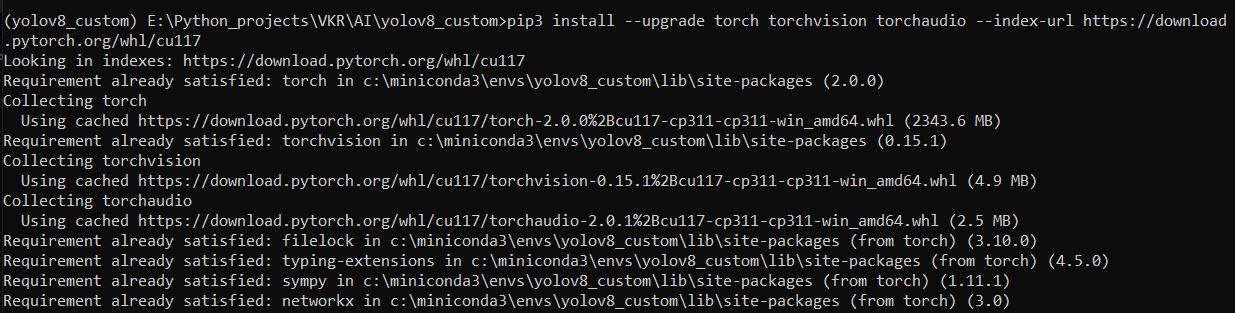 (yolov8_custom) E:\Python_projects\VKR\AI\yolov8_custom>pip3 install --upgrade torch torchvision torchaudio --index-url https://download
.pytorch.org/whl/cu117
Looking in indexes: https://download.pytorch.org/whl/cu117
Requirement already satisfied: torch in c:\miniconda3\envs\yolov8_custom\lib\site-packages (2.0.0)
Collecting torch
  Using cached https://download.pytorch.org/whl/cu117/torch-2.0.0%2Bcu117-cp311-cp311-win_amd64.whl (2343.6 MB)
Requirement already satisfied: torchvision in c:\miniconda3\envs\yolov8_custom\lib\site-packages (0.15.1)
Collecting torchvision
  Using cached https://download.pytorch.org/whl/cu117/torchvision-0.15.1%2Bcu117-cp311-cp311-win_amd64.whl (4.9 MB)
Collecting torchaudio
  Using cached https://download.pytorch.org/whl/cu117/torchaudio-2.0.1%2Bcu117-cp311-cp311-win_amd64.whl (2.5 MB)
Requirement already satisfied: filelock in c:\miniconda3\envs\yolov8_custom\lib\site-packages (from torch) (3.10.0)
Requirement already satisfied: typing-extensions in c:\miniconda3\envs\yolov8_custom\lib\site-packages (from torch) (4.5.0)
Requirement already satisfied: sympy in c:\miniconda3\envs\yolov8_custom\lib\site-packages (from torch) (1.11.1)
Requirement already satisfied: networkx in c:\miniconda3\envs\yolov8_custom\lib\site-packages (from torch) (3.0)